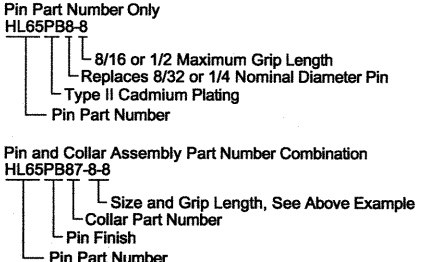 Pin Part Number Only
HL65PB8-8
8/16 or 1/2 Maximum Grip Length
Replaces 8/32 or 1/4 Nominal Diameter Pin
Type II Cadmium Plating
Pin Part Number
Pin and Collar Assembly Part Number Combination
HL65PB87-8-8
Size and Grip Length, See Above Example
Collar Part Number
Pin Finish
Pin Part Number